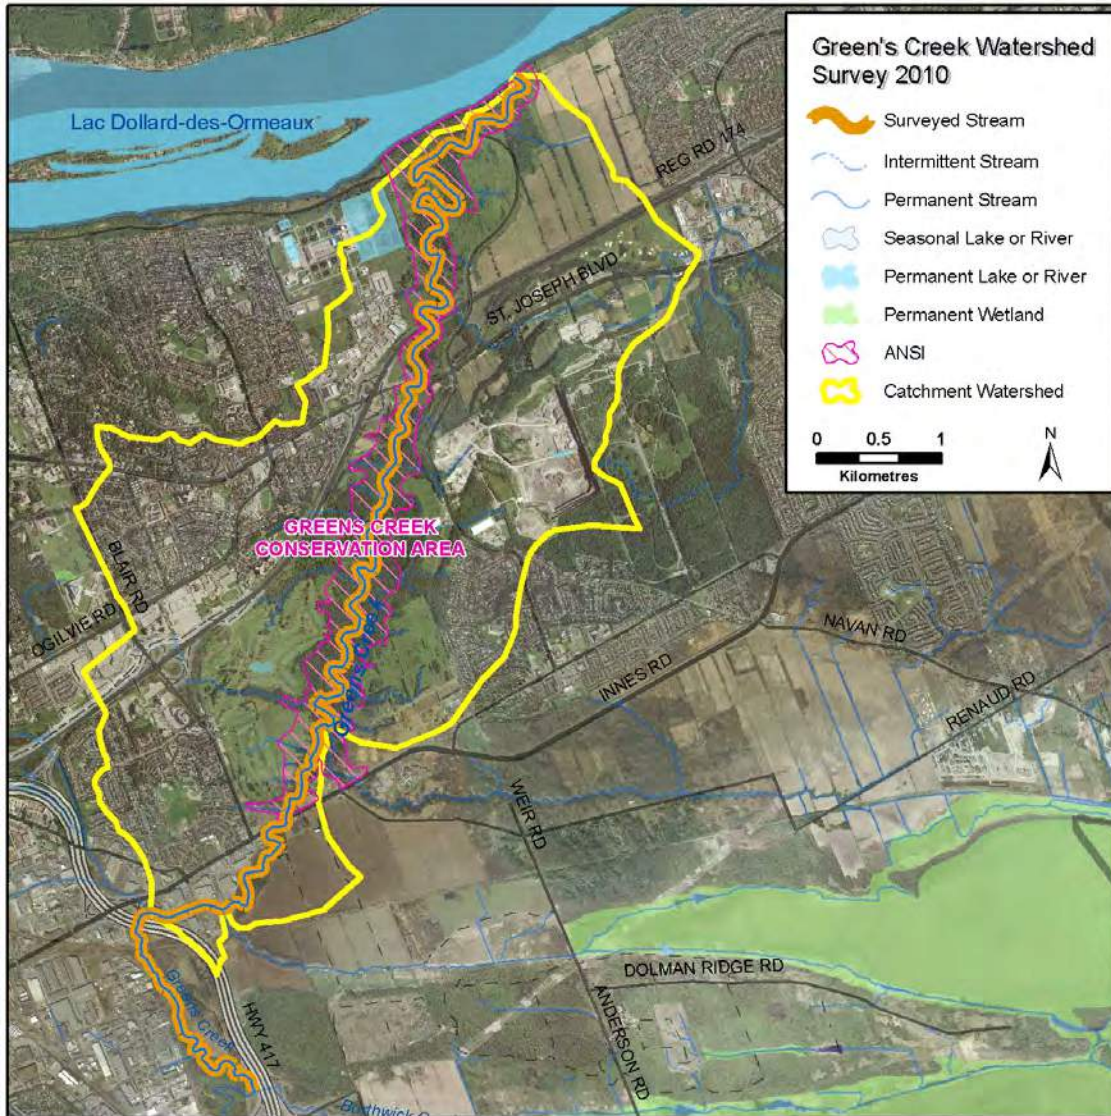 Green's Creek Watershed
Survey 2010
Surveyed Stream
Intermittent Stream
Permanent Stream
Seasonal Lake or River
Permanent Lake or River
Permanent Wetland
ANSI
Catchment Watershed
0 0.5 1
Kilometres
N
Lac Dollard-des-Ormeaux
REG RD 174
ST. JOSEPH BLVD
GREENS CREEK
CONSERVATION AREA
BLAIR RD
OGILVIE RD
Greens Creek
INNES RD
NAVAN RD
RENAUD RD
WEIR RD
DOLMAN RIDGE RD
ANDERSON RD
HWY 417
Greens Creek
Borthwick